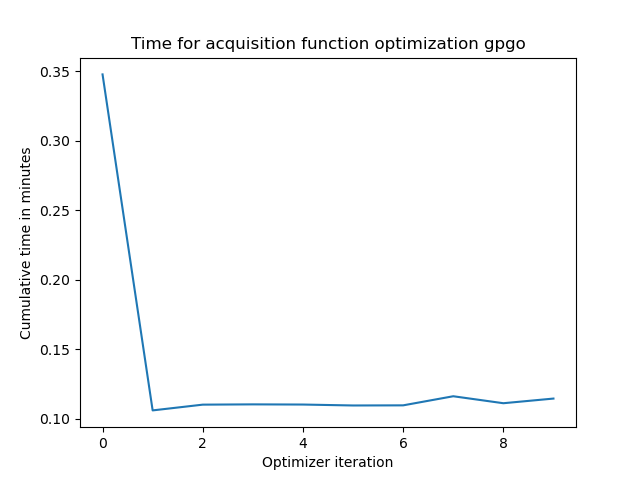 Time for acquisition function optimization gpgo
0.35
0.30
0.25
0.20
0.15
0.10
Cumulative time in minutes
0 2 4 6 8
Optimizer iteration